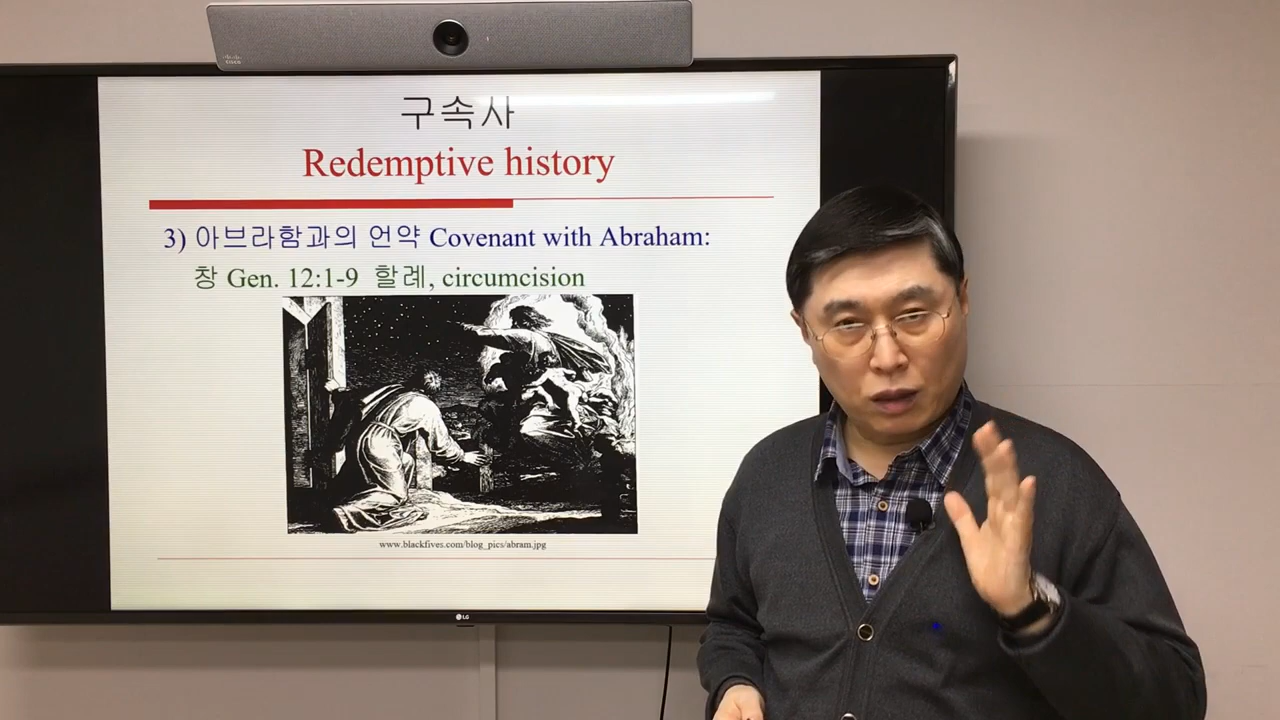 cisco
구속사
Redemptive history
3) 아브라함과의 언약 Covenant with Abraham:
창 Gen. 12:1-9 할례, circumcision
www.blackfives.com/blog_pics/abram.jpg
LG